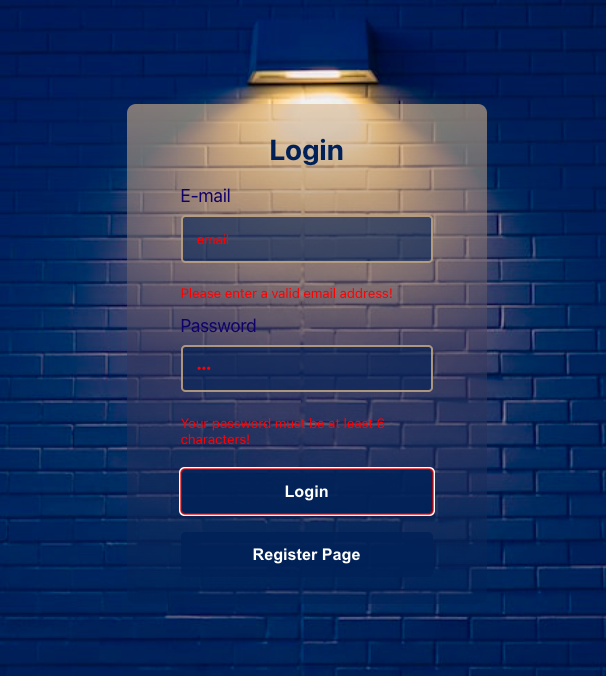 Login
E-mail
email
Please enter a valid email address!
Password
•••
Your password must be at least 6
characters!
Login
Register Page